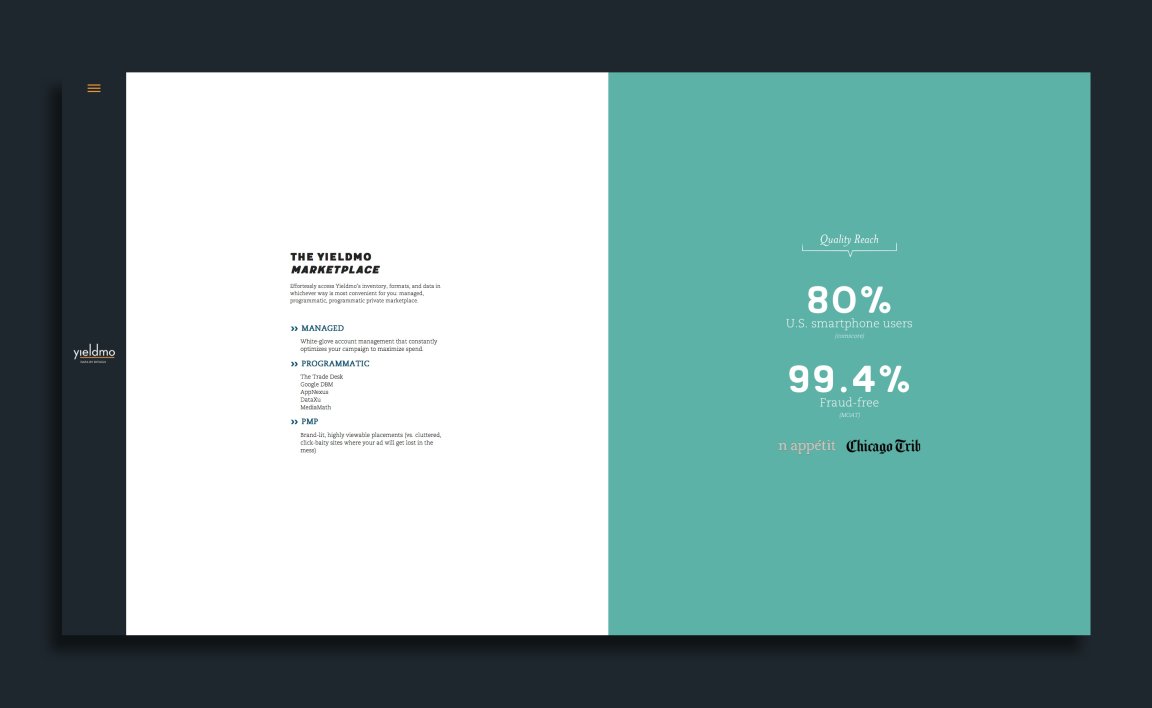 yieldmo
THE YIELDMO
MARKETPLACE
Effortlessly access Yieldmo's inventory, formats, and data in
whichever way is most convenient for you: managed,
programmatic, programmatic private marketplace.
›› MANAGED
White-glove account management that constantly
optimizes your campaign to maximize spend.
›› PROGRAMMATIC
The Trade Desk
Google DBM
AppNexus
DataXu
MediaMath
›› PMP
Brand-lit, highly viewable placements (vs. cluttered,
click-baity sites where your ad will get lost in the
mess)
Quality Reach
80%
U.S. smartphone users
(comscore)
99.4%
Fraud-free
(MOAT)
n appétit Chicago Trib